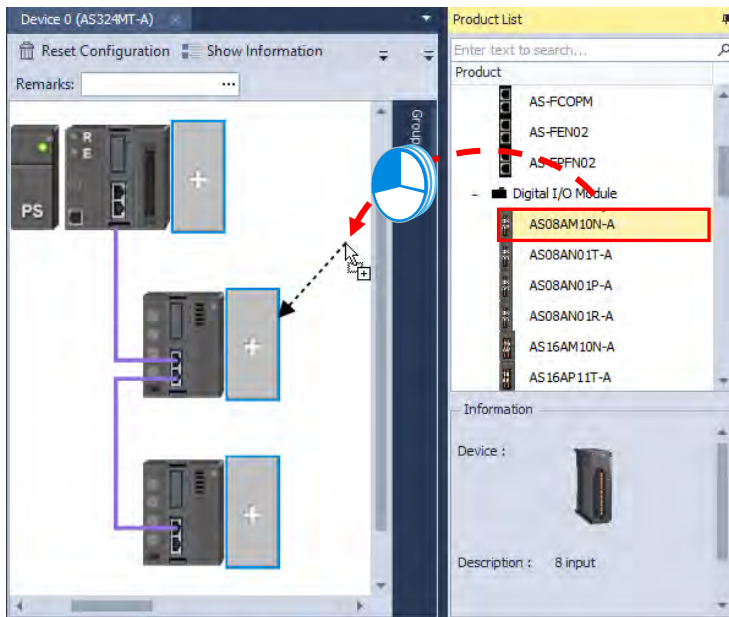 Device 0 (AS324MT-A)
Reset Configuration Show Information
Remarks:
R
E
PS
Group
Product List
Enter text to search...
Product
AS-FCOPM
AS-FEN02
AS-FPFN02
Digital I/O Module
AS08AM10N-A
AS08AN01T-A
AS08AN01P-A
AS08AN01R-A
AS16AM10N-A
AS16AP11T-A
Information
Device :
Description : 8 input